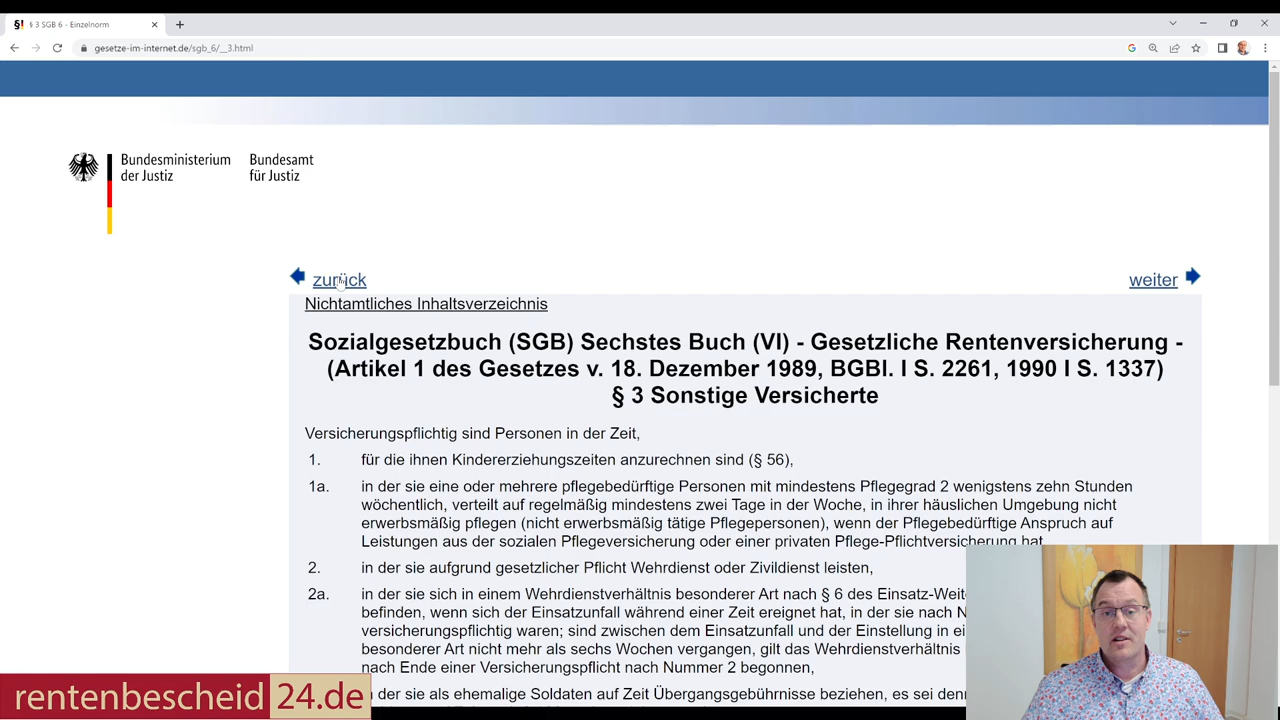 § 3 SGB 6 - Einzelnorm
gesetze-im-internet.de/sgb_6/__3.html
Bundesministerium der Justiz
Bundesamt für Justiz
zurück
weiter
Nichtamtliches Inhaltsverzeichnis
Sozialgesetzbuch (SGB) Sechstes Buch (VI) - Gesetzliche Rentenversicherung -
(Artikel 1 des Gesetzes v. 18. Dezember 1989, BGBl. I S. 2261, 1990 I S. 1337)
§ 3 Sonstige Versicherte
Versicherungspflichtig sind Personen in der Zeit,
1. für die ihnen Kindererziehungszeiten anzurechnen sind (§ 56),
1a. in der sie eine oder mehrere pflegebedürftige Personen mit mindestens Pflegegrad 2 wenigstens zehn Stunden
wöchentlich, verteilt auf regelmäßig mindestens zwei Tage in der Woche, in ihrer häuslichen Umgebung nicht
erwerbsmäßig pflegen (nicht erwerbsmäßig tätige Pflegepersonen), wenn der Pflegebedürftige Anspruch auf
Leistungen aus der sozialen Pflegeversicherung oder einer privaten Pflege-Pflichtversicherung hat
2. in der sie aufgrund gesetzlicher Pflicht Wehrdienst oder Zivildienst leisten,
2a. in der sie sich in einem Wehrdienstverhältnis besonderer Art nach § 6 des Einsatz-Weite
befinden, wenn sich der Einsatzunfall während einer Zeit ereignet hat, in der sie nach N
versicherungspflichtig waren; sind zwischen dem Einsatzunfall und der Einstellung in ei
besonderer Art nicht mehr als sechs Wochen vergangen, gilt das Wehrdienstverhältnis
nach Ende einer Versicherungspflicht nach Nummer 2 begonnen,
der sie als ehemalige Soldaten auf Zeit Übergangsgebührnisse beziehen, es sei denn
rentenbescheid 24.de